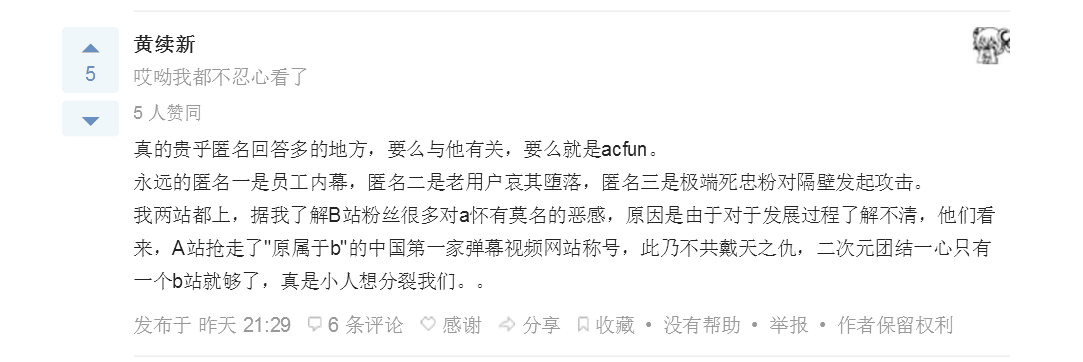 黄续新
5
哎呦我都不忍心看了
5 人赞同
真的贵乎匿名回答多的地方，要么与他有关，要么就是acfun。
永远的匿名一是员工内幕，匿名二是老用户哀其堕落，匿名三是极端死忠粉对隔壁发起攻击。
我两站都上，据我了解B站粉丝很多对a怀有莫名的恶感，原因是由于对于发展过程了解不清，他们看
来，A站抢走了"原属于b"的中国第一家弹幕视频网站称号，此乃不共戴天之仇，二次元团结一心只有
一个b站就够了，真是小人想分裂我们。。
发布于 昨天 21:29 6 条评论 感谢 分享 收藏 • 没有帮助 • 举报 • 作者保留权利